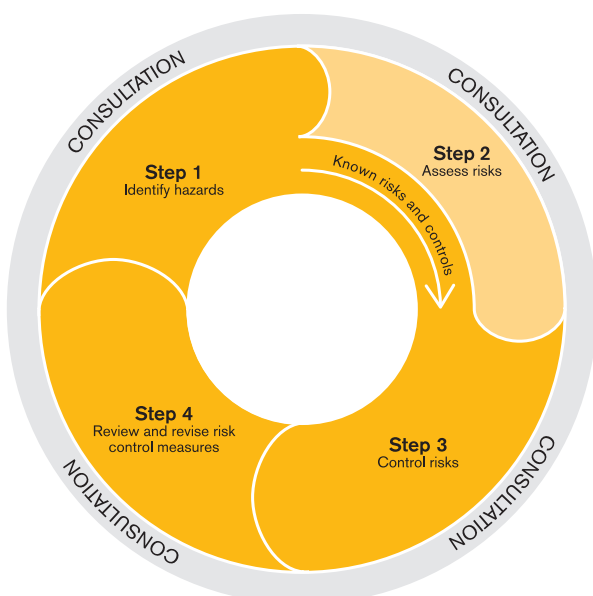 CONSULTATION
CONSULTATION
Step 1
Identify hazards
Step 2
Assess risks
Known risks and controls
Step 4
Review and revise risk
control measures
Step 3
Control risks
CONSULTATION
CONSULTATION